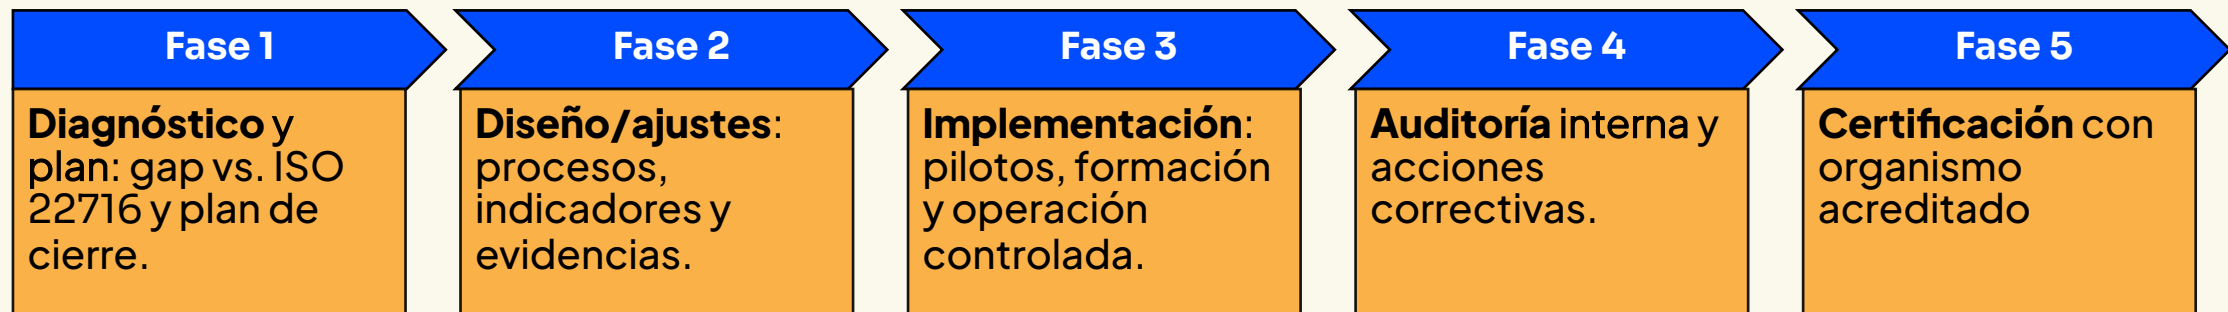 Fase 1
Diagnóstico y
plan: gap vs. ISO
22716 y plan de
cierre.
Fase 2
Diseño/ajustes:
procesos,
indicadores y
evidencias.
Fase 3
Implementación:
pilotos, formación
y operación
controlada.
Fase 4
Auditoría interna y
acciones
correctivas.
Fase 5
Certificación con
organismo
acreditado